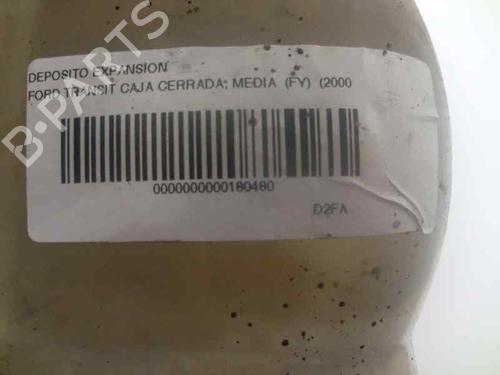 DEPOSITO EXPANSION
FORD TRANSIT CAJA CERRADA; MEDIA (FY) (2000
0000000000180480
D2FA
B-PARTS